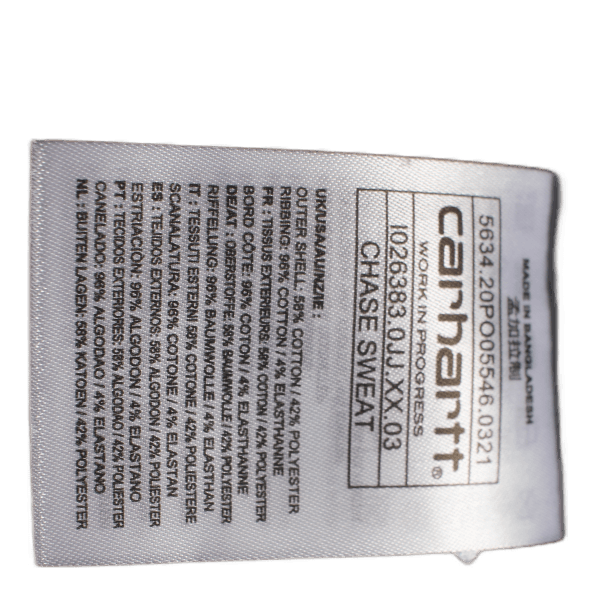 MADE IN BANGLADESH
孟加拉制
5634.20PO05546.0321
carhartt®
WORK IN PROGRESS
I026383.0JJ.XX.03
CHASE SWEAT
UK/USA/AU/NZ/IE :
OUTER SHELL: 58% COTTON / 42% POLYESTER
RIBBING: 96% COTTON / 4% ELASTHANNE
FR : TISSUS EXTERIEURS: 58% COTON / 42% POLYESTER
BORD COTE: 96% COTON / 4% ELASTHANNE
DE/AT : OBERSTOFFE: 58% BAUMWOLLE / 42% POLYESTER
RIFFELUNG: 96% BAUMWOLLE / 4% ELASTHAN
IT : TESSUTI ESTERNI 58% COTONE / 42% POLIESTERE
SCANALATURA: 96% COTONE / 4% ELASTAN
ES : TEJIDOS EXTERNOS: 58% ALGODON / 42% POLIESTER
ESTRIACIÓN: 96% ALGODON / 4% ELASTAN
PT : TECIDOS EXTERIORES: 58% ALGODAO / 42% POLIESTER
CANELADO: 96% ALGODAO / 4% ELASTANO
NL : BUITEN LAGEN: 58% KATOEN / 42% POLYESTER